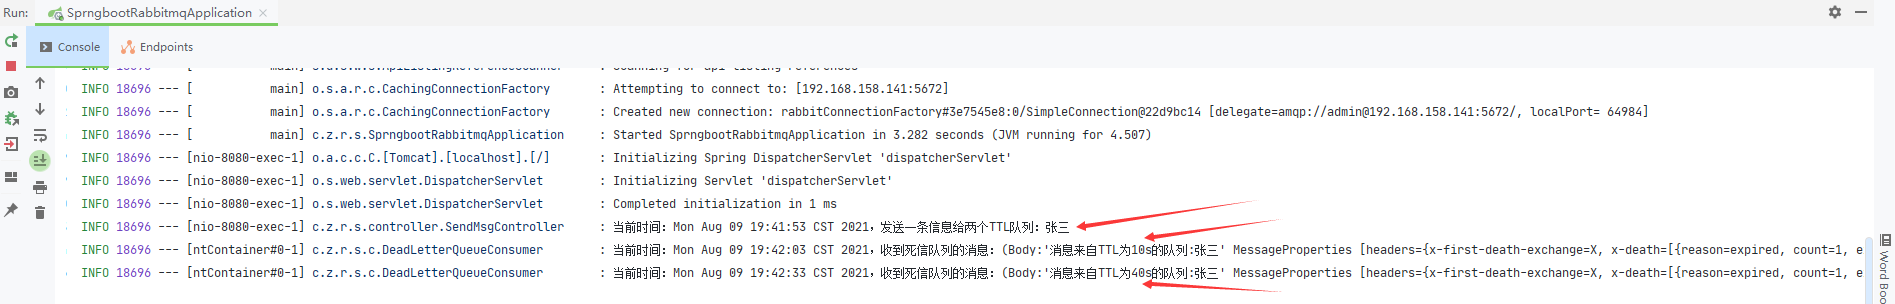 Run: SprngbootRabbitmqApplication
Console Endpoints
INFO 18696 --- [ main] o.s.a.r.c.CachingConnectionFactory : Attempting to connect to: [192.168.158.141:5672]
INFO 18696 --- [ main] o.s.a.r.c.CachingConnectionFactory : Created new connection: rabbitConnectionFactory#3e7545e8:0/SimpleConnection@22d9bc14 [delegate=amqp://admin@192.168.158.141:5672/, localPort= 64984]
INFO 18696 --- [ main] c.z.r.s.SprngbootRabbitmqApplication : Started SprngbootRabbitmqApplication in 3.282 seconds (JVM running for 4.507)
INFO 18696 --- [nio-8080-exec-1] o.a.c.c.C.[Tomcat].[localhost].[/] : Initializing Spring DispatcherServlet 'dispatcherServlet'
INFO 18696 --- [nio-8080-exec-1] o.s.web.servlet.DispatcherServlet : Initializing Servlet 'dispatcherServlet'
INFO 18696 --- [nio-8080-exec-1] o.s.web.servlet.DispatcherServlet : Completed initialization in 1 ms
INFO 18696 --- [nio-8080-exec-1] c.z.r.s.controller.SendMsgController : 当前时间：Mon Aug 09 19:41:53 CST 2021，发送一条信息给两个TTL队列：张三
INFO 18696 --- [ntContainer#0-1] c.z.r.s.c.DeadLetterQueueConsumer : 当前时间：Mon Aug 09 19:42:03 CST 2021，收到死信队列的消息：(Body:'消息来自TTL为10s的队列:张三' MessageProperties [headers={x-first-death-exchange=X, x-death=[{reason=expired, count=1, e
INFO 18696 --- [ntContainer#0-1] c.z.r.s.c.DeadLetterQueueConsumer : 当前时间：Mon Aug 09 19:42:33 CST 2021，收到死信队列的消息：(Body:'消息来自TTL为40s的队列:张三' MessageProperties [headers={x-first-death-exchange=X, x-death=[{reason=expired, count=1, e
Word Boo